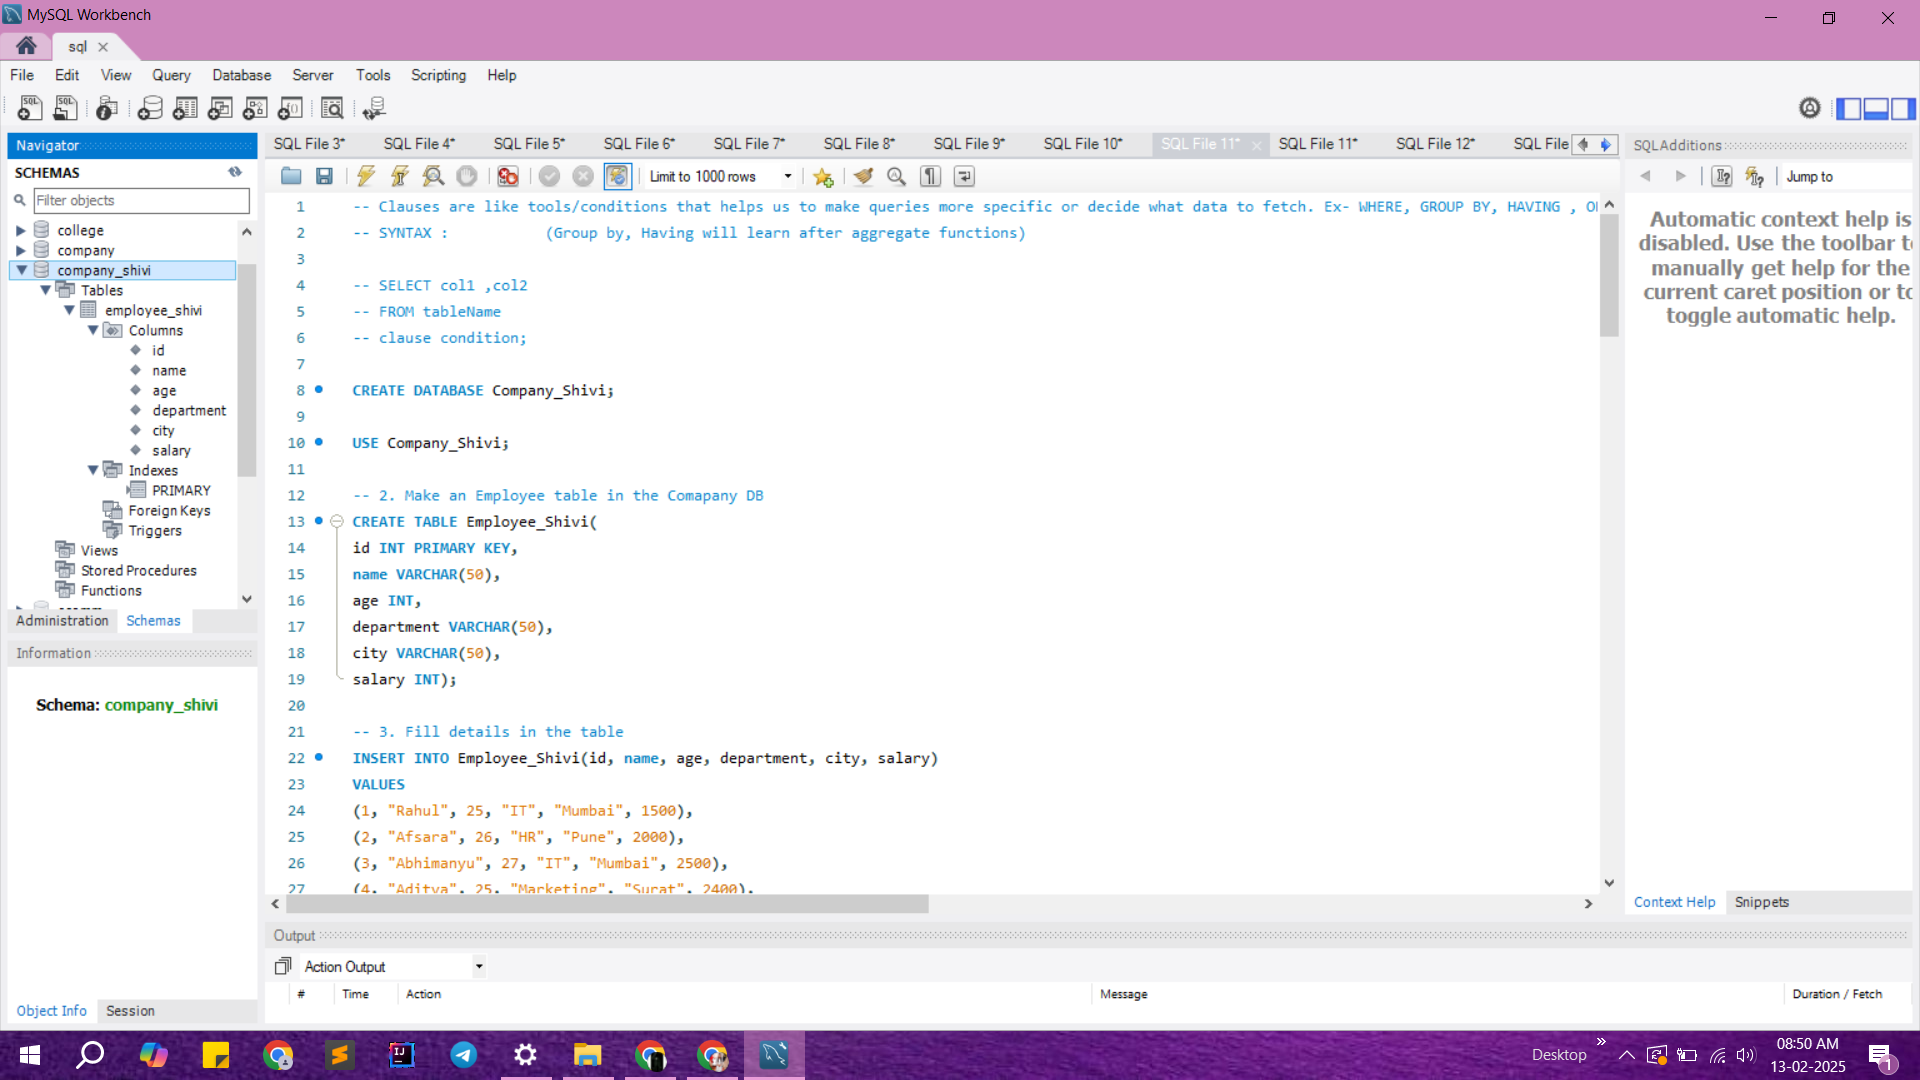 MySQL Workbench
sql
File Edit View Query Database Server Tools Scripting Help
Navigator
SCHEMAS
Filter objects
college
company
company_shivi
Tables
employee_shivi
Columns
id
name
age
department
city
salary
Indexes
PRIMARY
Foreign Keys
Triggers
Views
Stored Procedures
Functions
Administration Schemas
Information
Schema: company_shivi
Object Info Session
SQL File 3* SQL File 4* SQL File 5* SQL File 6* SQL File 7* SQL File 8* SQL File 9* SQL File 10* SQL File 11* SQL File 11* SQL File 12* SQL File
Limit to 1000 rows
1 -- Clauses are like tools/conditions that helps us to make queries more specific or decide what data to fetch. Ex- WHERE, GROUP BY, HAVING ,
2 -- SYNTAX : (Group by, Having will learn after aggregate functions)
3
4 -- SELECT col1 ,col2
5 -- FROM tableName
6 -- clause condition;
7
8 CREATE DATABASE Company_Shivi;
9
10 USE Company_Shivi;
11
12 -- 2. Make an Employee table in the Comapany DB
13 CREATE TABLE Employee_Shivi(
14 id INT PRIMARY KEY,
15 name VARCHAR(50),
16 age INT,
17 department VARCHAR(50),
18 city VARCHAR(50),
19 salary INT);
20
21 -- 3. Fill details in the table
22 INSERT INTO Employee_Shivi(id, name, age, department, city, salary)
23 VALUES
24 (1, "Rahul", 25, "IT", "Mumbai", 1500),
25 (2, "Afsara", 26, "HR", "Pune", 2000),
26 (3, "Abhimanyu", 27, "IT", "Mumbai", 2500),
27 (4, "Aditya", 25, "Marketing", "Surat", 2400),
Output
Action Output
# Time Action Message Duration / Fetch
SQLAdditions
Jump to
Automatic context help is
disabled. Use the toolbar
manually get help for the
current caret position or
toggle automatic help.
Context Help Snippets
Desktop
08:50 AM
13-02-2025
1